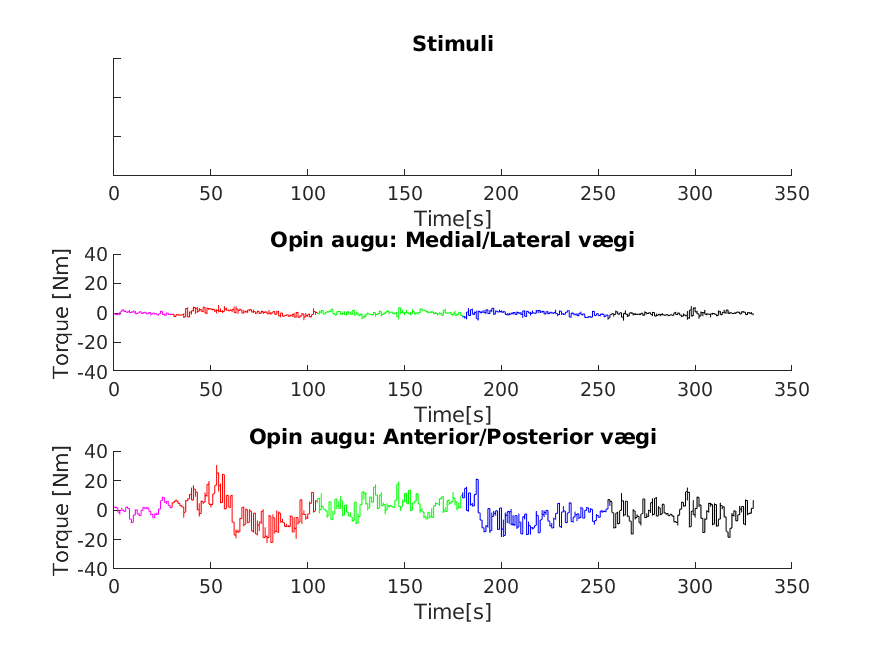 Stimuli
0 50 100 150 200 250 300 350
Time[s]
Opin augu: Medial/Lateral vægi
40
20
0
-20
-40
Torque [Nm]
0 50 100 150 200 250 300 350
Time[s]
Opin augu: Anterior/Posterior vægi
40
20
0
-20
-40
Torque [Nm]
0 50 100 150 200 250 300 350
Time[s]